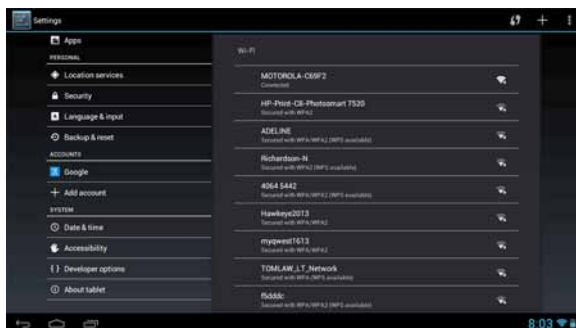 Settings
Apps
PERSONAL
Location services
Security
Language & input
Backup & reset
ACCOUNTS
Google
Add account
SYSTEM
Date & time
Accessibility
{ } Developer options
About tablet
Wi-Fi
MOTOROLA-C69F2
Connected
HP-Print-C8-Photosmart 7520
Secured with WPA2
ADELINE
Secured with WPA/WPA2 (WPS available)
Richardson-N
Secured with WPA2 (WPS available)
4064 5442
Secured with WPA/WPA2 (WPS available)
Hawkeye2013
Secured with WPA/WPA2
myqwest1613
Secured with WPA/WPA2 (WPS available)
TOMLAW_LT_Network
Secured with WPA (WPS available)
f5dddc
Secured with WPA/WPA2 (WPS available)
8:03